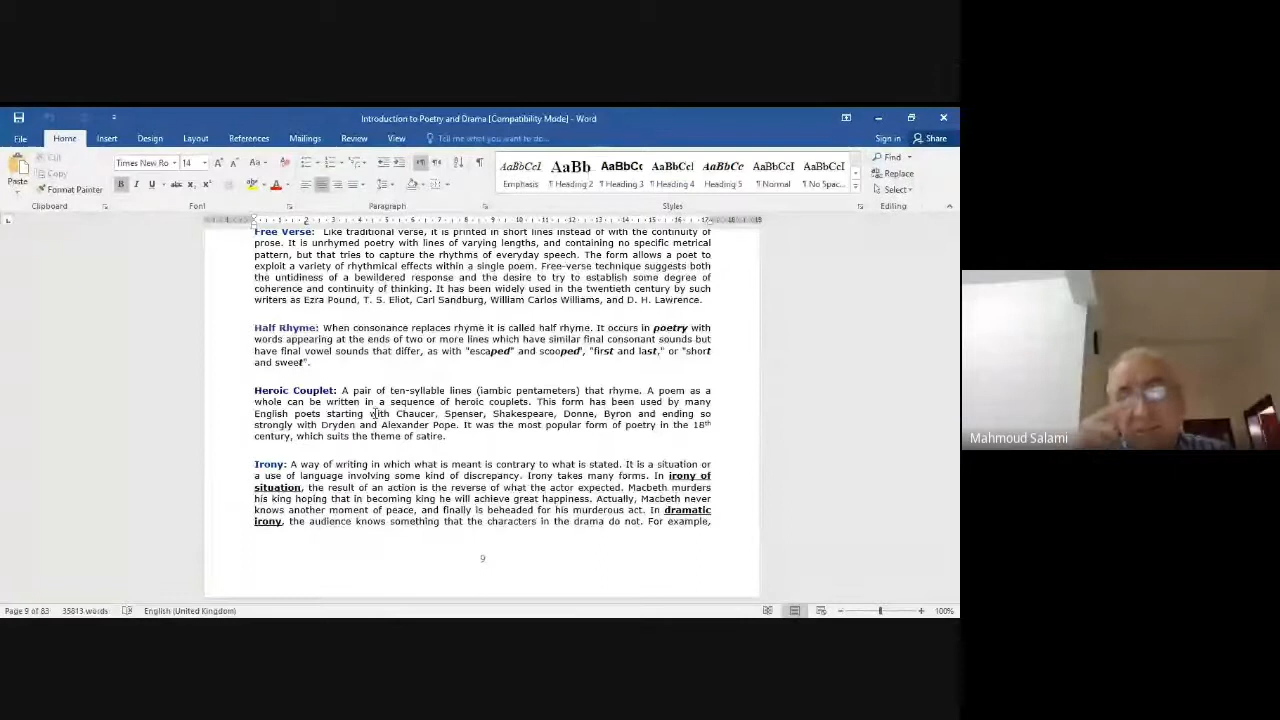 Introduction to Poetry and Drama [Compatibility Mode] - Word
File Home Insert Design Layout References Mailings Review View Tell me what you want to do... Sign in Share
Paste Cut Copy Format Painter
Times New Ro 14
AaBbCcI AaBb AaBbCc AaBbCcI AaBbCc AaBbCcI AaBbCcI
Emphasis ¶ Heading 2 ¶ Heading 3 ¶ Heading 4 Heading 5 ¶ Normal ¶ No Spac...
Find Replace Select
Clipboard Font Paragraph Styles Editing
Free Verse: Like traditional verse, it is printed in short lines instead of with the continuity of
prose. It is unrhymed poetry with lines of varying lengths, and containing no specific metrical
pattern, but that tries to capture the rhythms of everyday speech. The form allows a poet to
exploit a variety of rhythmical effects within a single poem. Free-verse technique suggests both
the untidiness of a bewildered response and the desire to try to establish some degree of
coherence and continuity of thinking. It has been widely used in the twentieth century by such
writers as Ezra Pound, T. S. Eliot, Carl Sandburg, William Carlos Williams, and D. H. Lawrence.
Half Rhyme: When consonance replaces rhyme it is called half rhyme. It occurs in poetry with
words appearing at the ends of two or more lines which have similar final consonant sounds but
have final vowel sounds that differ, as with "escaped" and scooped", "first and last," or "short
and sweet".
Heroic Couplet: A pair of ten-syllable lines (iambic pentameters) that rhyme. A poem as a
whole can be written in a sequence of heroic couplets. This form has been used by many
English poets starting with Chaucer, Spenser, Shakespeare, Donne, Byron and ending so
strongly with Dryden and Alexander Pope. It was the most popular form of poetry in the 18th
century, which suits the theme of satire.
Irony: A way of writing in which what is meant is contrary to what is stated. It is a situation or
a use of language involving some kind of discrepancy. Irony takes many forms. In irony of
situation, the result of an action is the reverse of what the actor expected. Macbeth murders
his king hoping that in becoming king he will achieve great happiness. Actually, Macbeth never
knows another moment of peace, and finally is beheaded for his murderous act. In dramatic
irony, the audience knows something that the characters in the drama do not. For example,
9
Page 9 of 83 35813 words English (United Kingdom) 100%
Mahmoud Salami